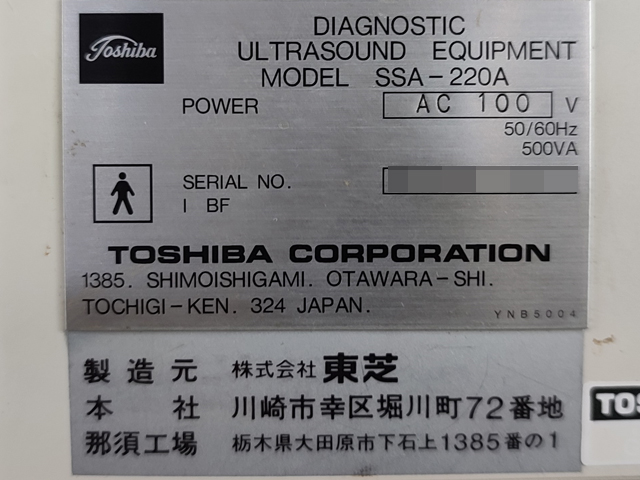 Toshiba
DIAGNOSTIC
ULTRASOUND EQUIPMENT
MODEL SSA-220A
POWER AC 100 V
50/60Hz
500VA
SERIAL NO.
I BF
TOSHIBA CORPORATION
1385. SHIMOISHIGAMI. OTAWARA-SHI.
TOCHIGI-KEN. 324 JAPAN.
YNB5004
製造元 株式会社 東芝
本社 川崎市幸区堀川町72番地
那須工場 栃木県大田原市下石上1385番の1
TOS